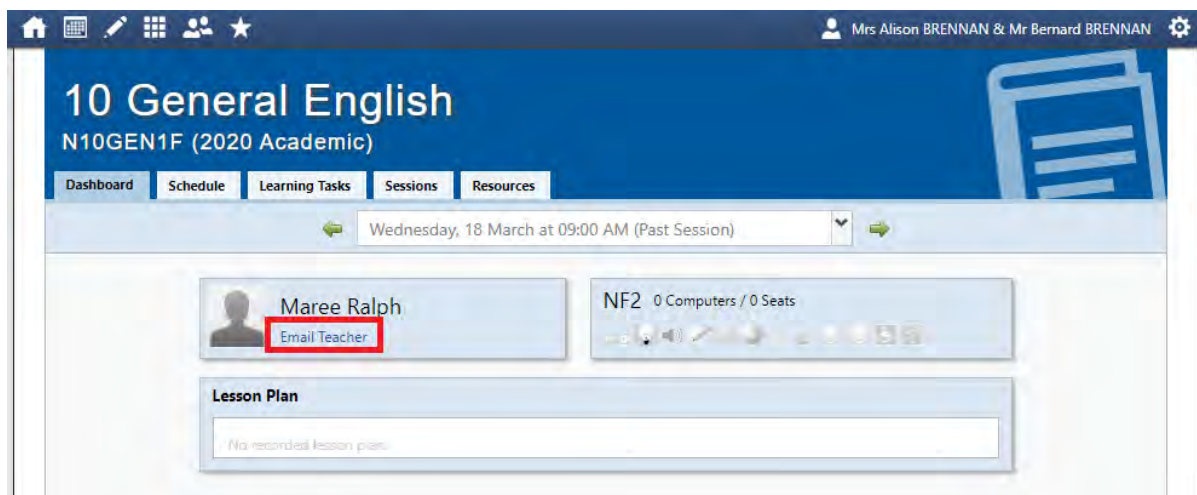 Mrs Alison BRENNAN & Mr Bernard BRENNAN
10 General English
N10GEN1F (2020 Academic)
Dashboard Schedule Learning Tasks Sessions Resources
Wednesday, 18 March at 09:00 AM (Past Session)
Maree Ralph
Email Teacher
NF2 0 Computers / 0 Seats
Lesson Plan
No recorded lesson plan.